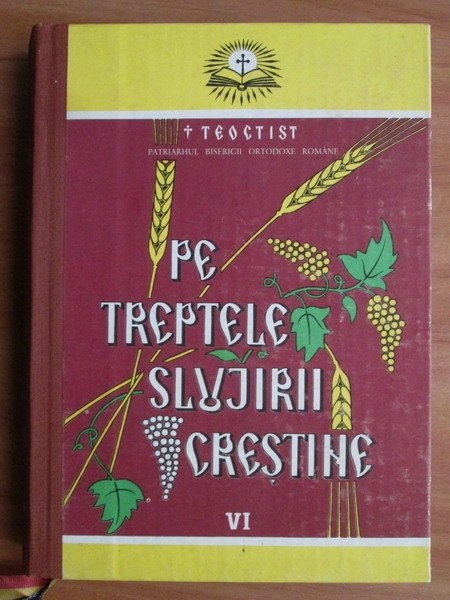 † TEOCTIST
PATRIARHUL BISERICII ORTODOXE ROMÂNE
PE
TREPTELE
SLUJIRII
CREȘTINE
VI